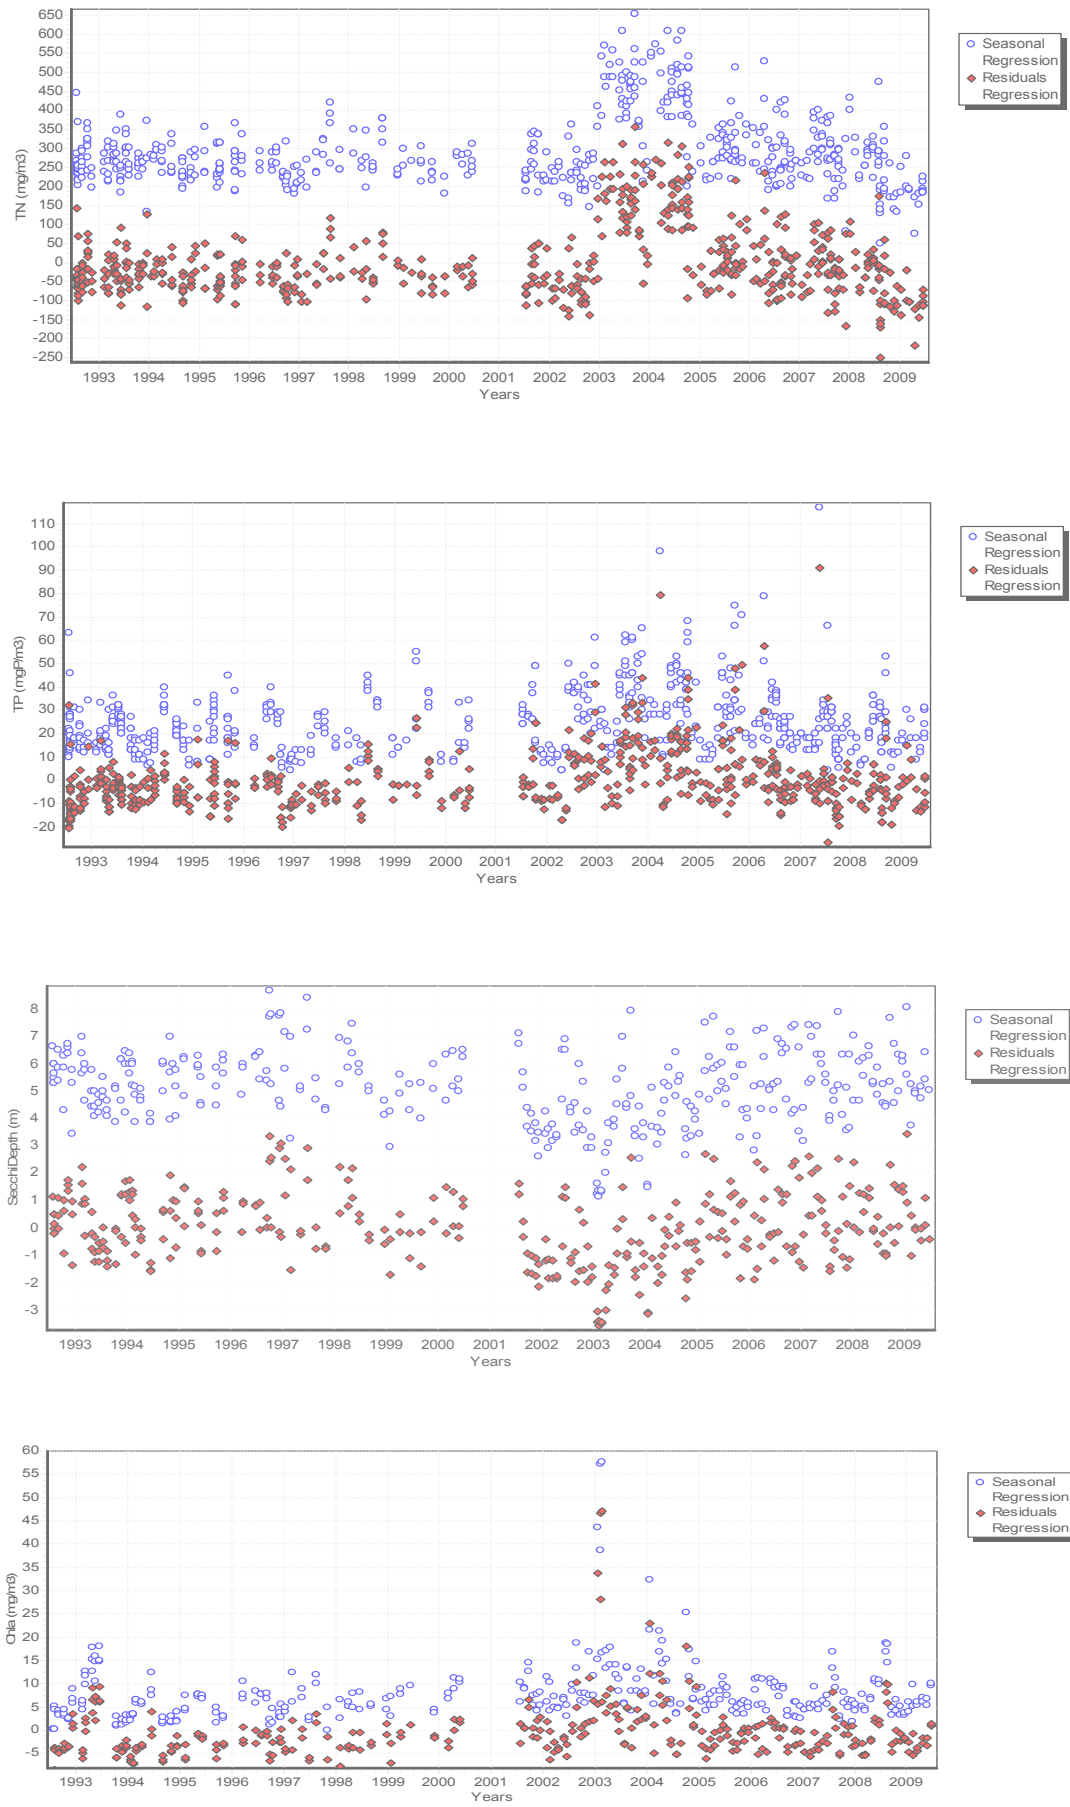 TN (mg/m3)
650
600
550
500
450
400
350
300
250
200
150
100
50
0
-50
-100
-150
-200
-250
1993 1994 1995 1996 1997 1998 1999 2000 2001 2002 2003 2004 2005 2006 2007 2008 2009
Years
Seasonal
Regression
Residuals
Regression
TP (mgP/m3)
110
100
90
80
70
60
50
40
30
20
10
0
-10
-20
1993 1994 1995 1996 1997 1998 1999 2000 2001 2002 2003 2004 2005 2006 2007 2008 2009
Years
Seasonal
Regression
Residuals
Regression
SecchiDepth (m)
8
7
6
5
4
3
2
1
0
-1
-2
-3
1993 1994 1995 1996 1997 1998 1999 2000 2001 2002 2003 2004 2005 2006 2007 2008 2009
Years
Seasonal
Regression
Residuals
Regression
Chla (mg/m3)
60
55
50
45
40
35
30
25
20
15
10
5
0
-5
1993 1994 1995 1996 1997 1998 1999 2000 2001 2002 2003 2004 2005 2006 2007 2008 2009
Years
Seasonal
Regression
Residuals
Regression